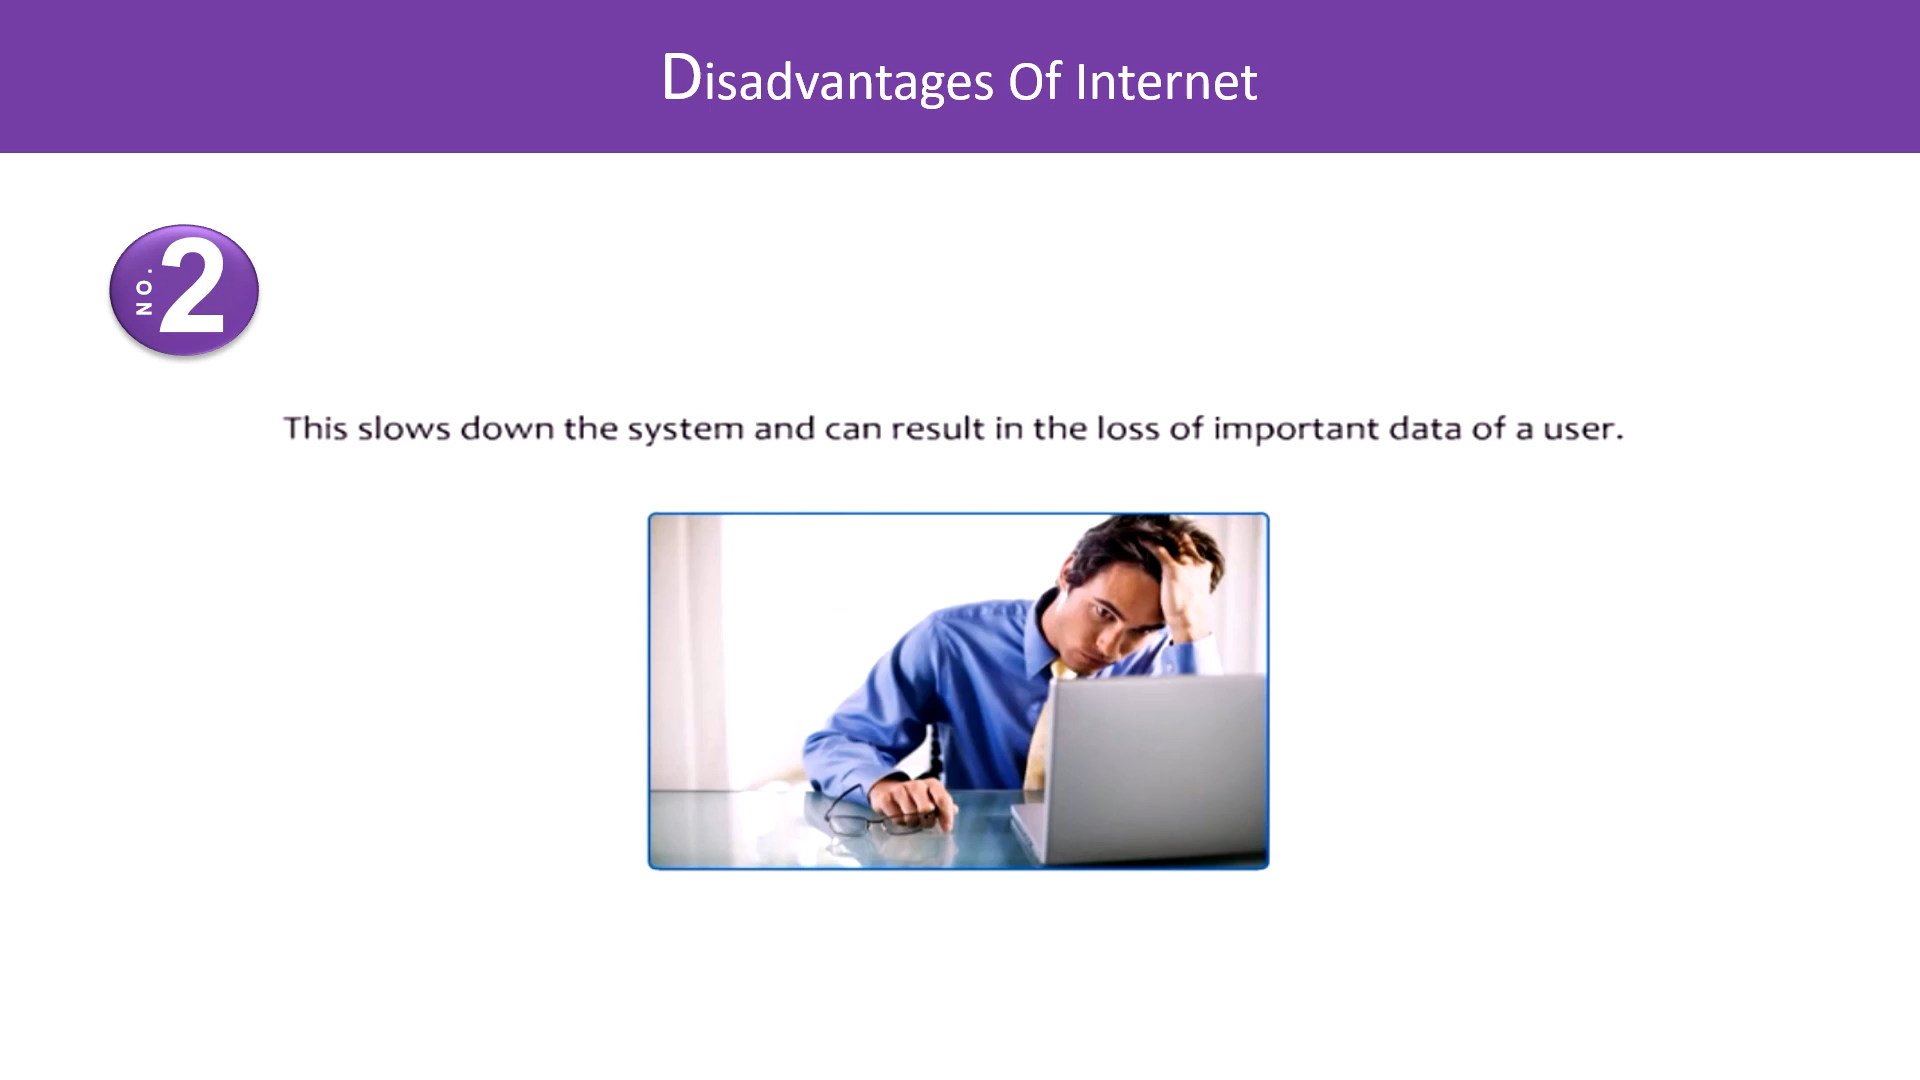 Disadvantages Of Internet
NO. 2
This slows down the system and can result in the loss of important data of a user.